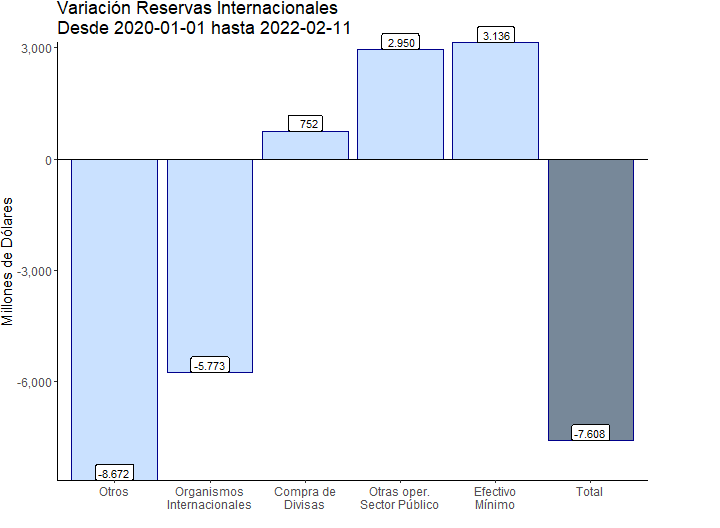 Variación Reservas Internacionales
Desde 2020-01-01 hasta 2022-02-11
Millones de Dólares
3,000
0
-3,000
-6,000
-8.672
-5.773
752
2.950
3.136
-7.608
Otros
Organismos
Internacionales
Compra de
Divisas
Otras oper.
Sector Público
Efectivo
Mínimo
Total